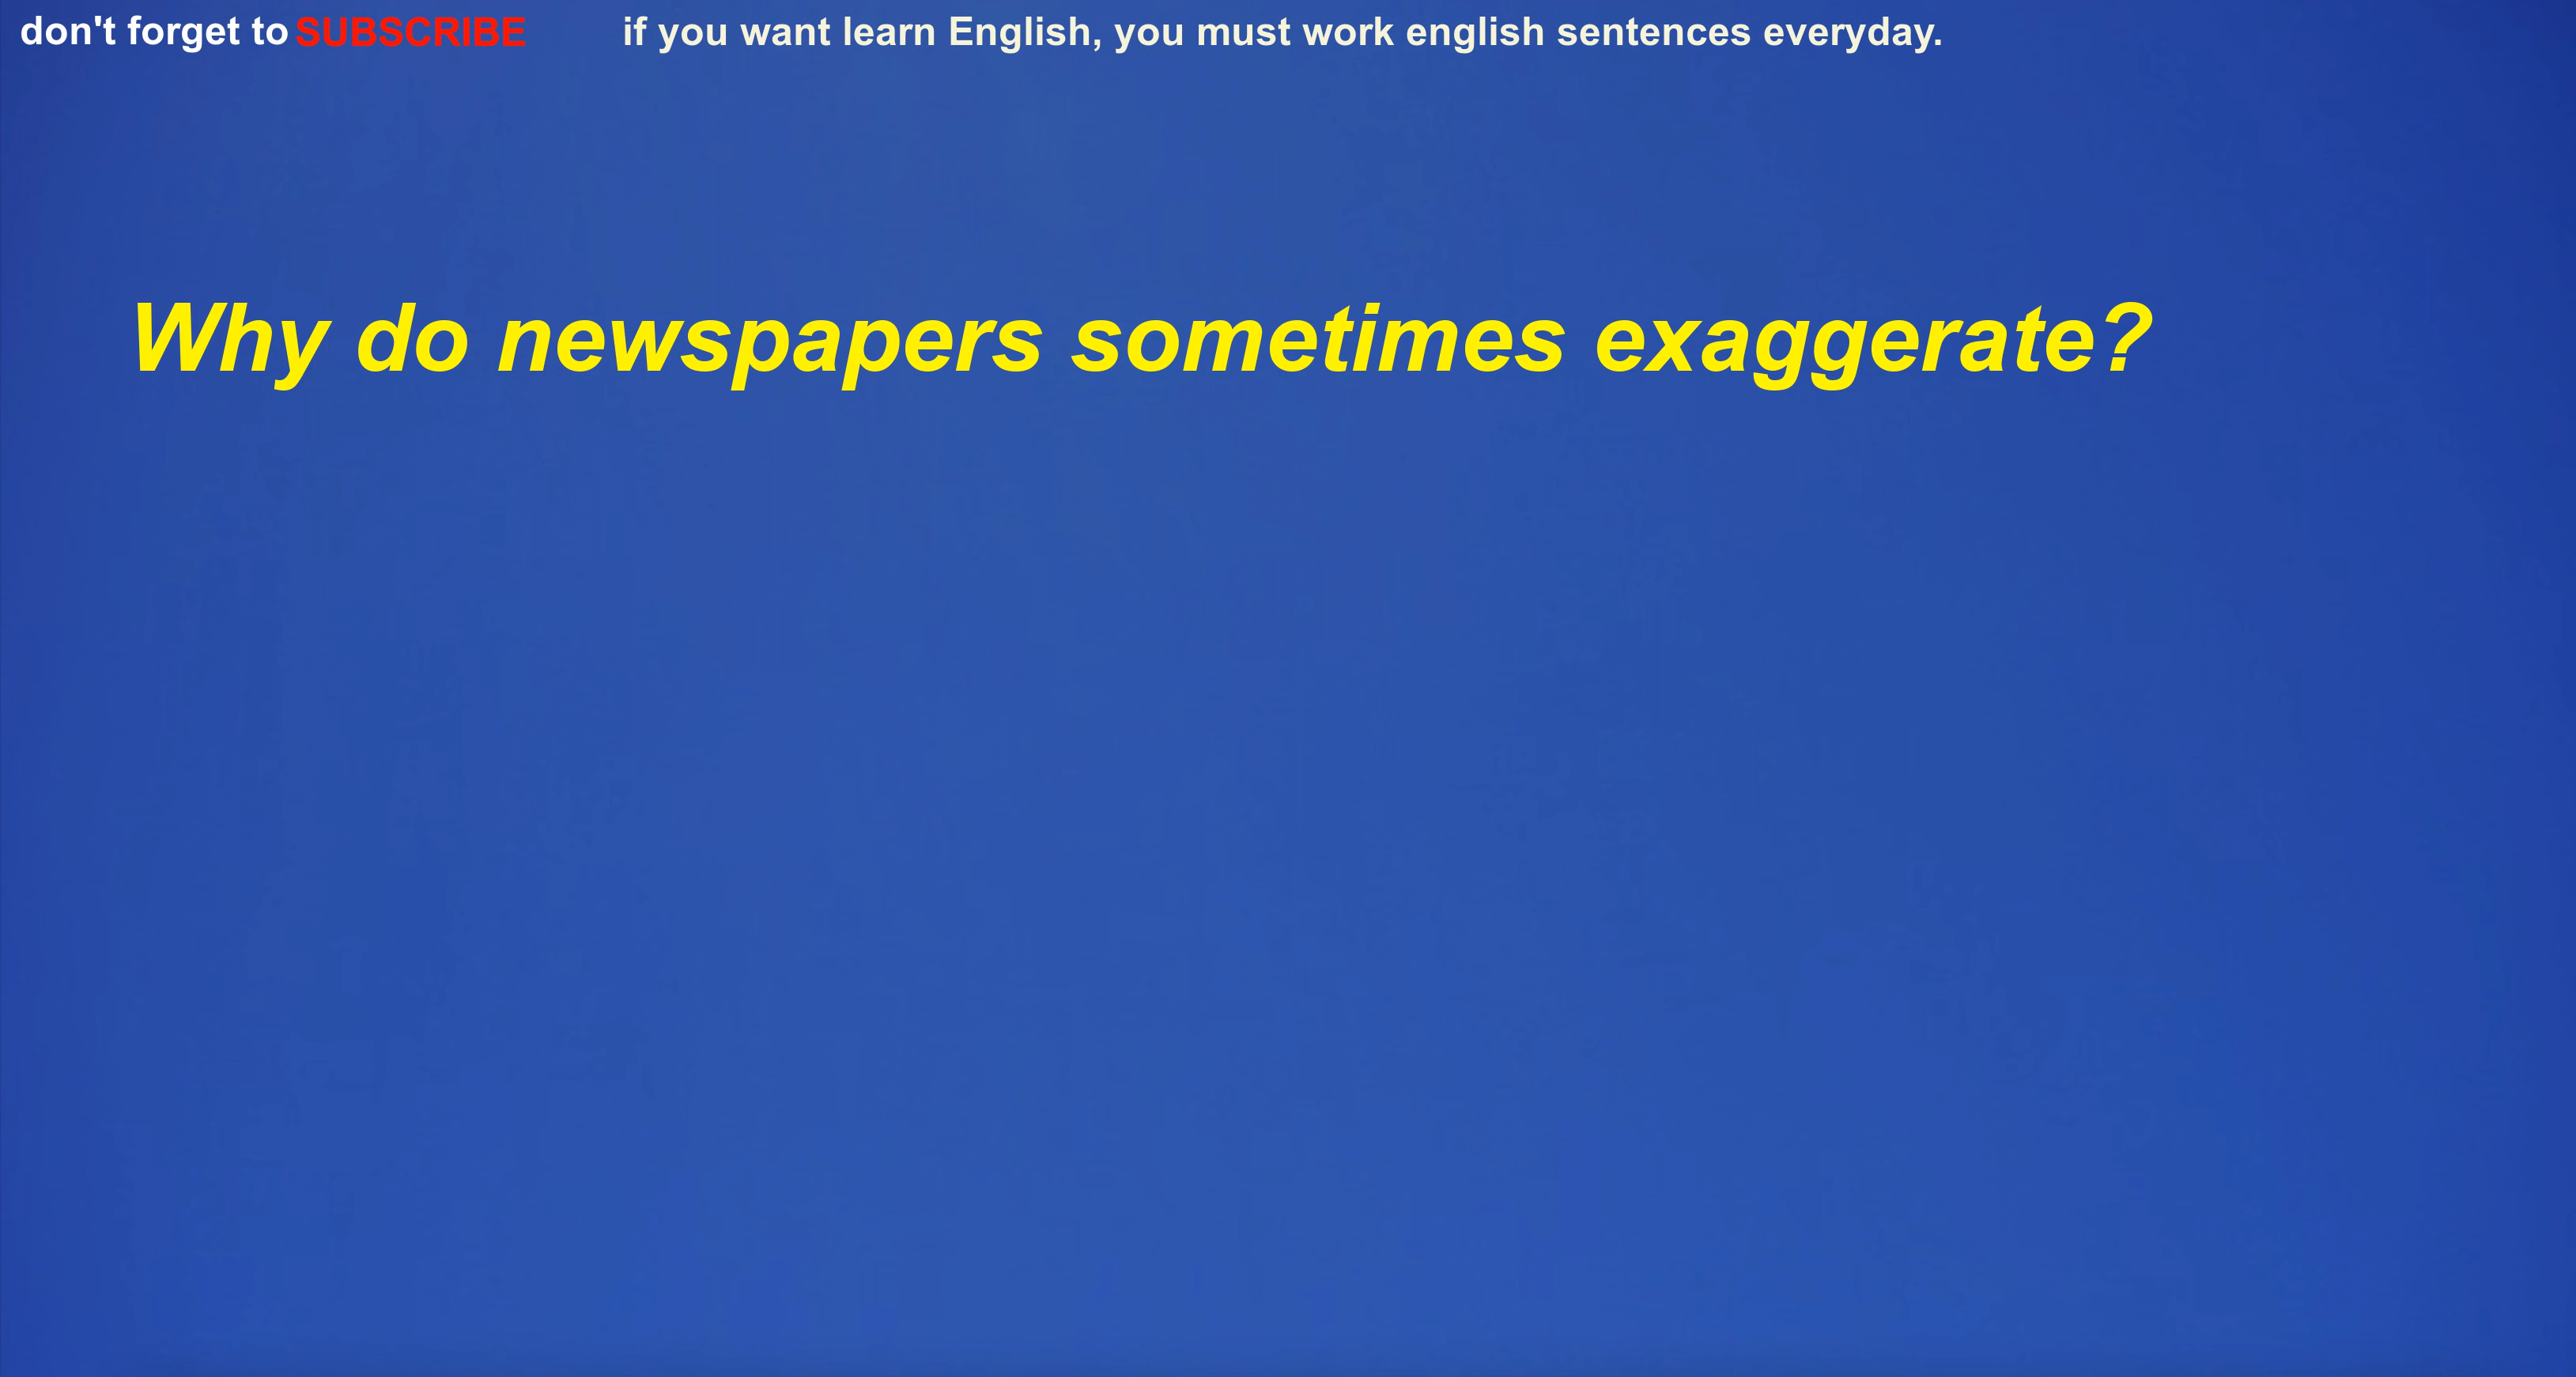 don't forget to SUBSCRIBE if you want learn English, you must work english sentences everyday.
Why do newspapers sometimes exaggerate?